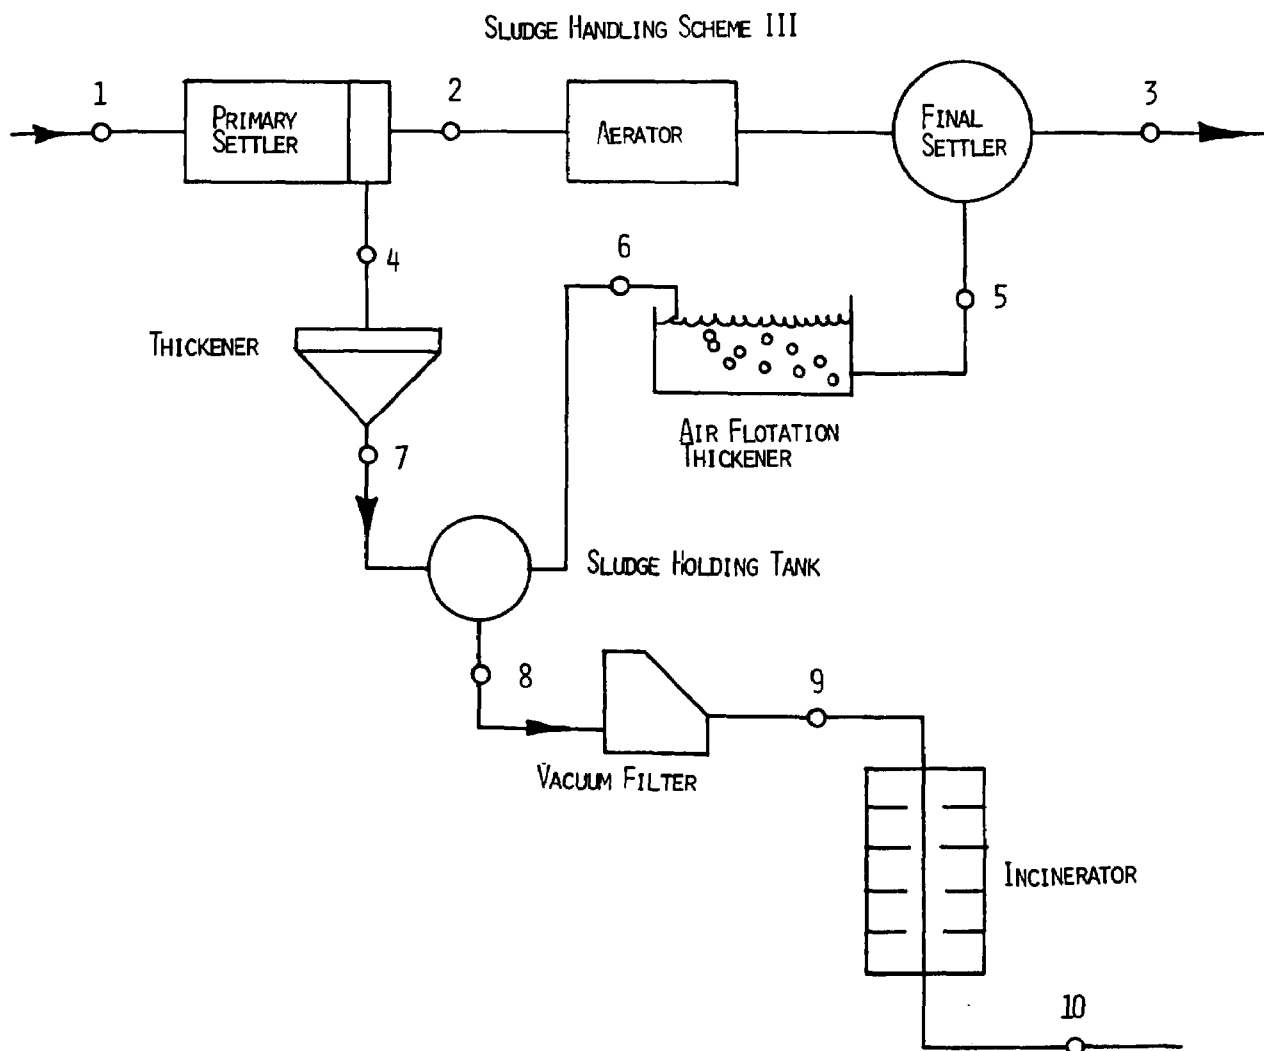 SLUDGE HANDLING SCHEME III
1
2
3
PRIMARY
SETTLER
AERATOR
FINAL
SETTLER
4
5
6
THICKENER
AIR FLOTATION
THICKENER
7
SLUDGE HOLDING TANK
8
9
VACUUM FILTER
INCINERATOR
10